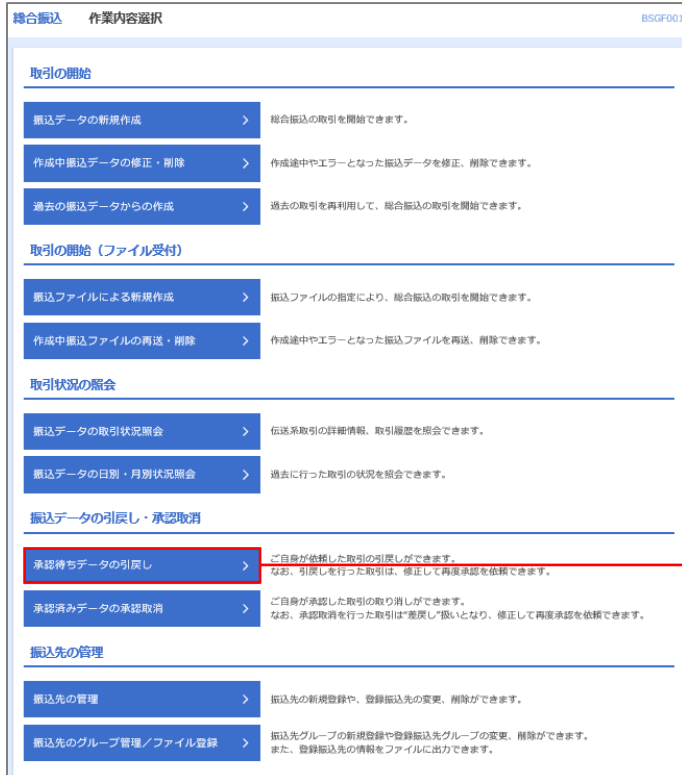 総合振込 作業内容選択 BSGF001
取引の開始
振込データの新規作成
総合振込の取引を開始できます。
作成中振込データの修正・削除
作成途中やエラーとなった振込データを修正、削除できます。
過去の振込データからの作成
過去の取引を再利用して、総合振込の取引を開始できます。
取引の開始（ファイル受付）
振込ファイルによる新規作成
振込ファイルの指定により、総合振込の取引を開始できます。
作成中振込ファイルの再送・削除
作成途中やエラーとなった振込ファイルを再送、削除できます。
取引状況の照会
振込データの取引状況照会
伝送系取引の詳細情報、取引履歴を照会できます。
振込データの日別・月別状況照会
過去に行った取引の状況を照会できます。
振込データの引戻し・承認取消
承認待ちデータの引戻し
ご自身が依頼した取引の引戻しができます。
なお、引戻しを行った取引は、修正して再度承認を依頼できます。
承認済みデータの承認取消
ご自身が承認した取引の取り消しができます。
なお、承認取消を行った取引は"差戻し"扱いとなり、修正して再度承認を依頼できます。
振込先の管理
振込先の管理
振込先の新規登録や、登録振込先の変更、削除ができます。
振込先のグループ管理／ファイル登録
振込先グループの新規登録や登録振込先グループの変更、削除ができます。
また、登録振込先の情報をファイルに出力できます。